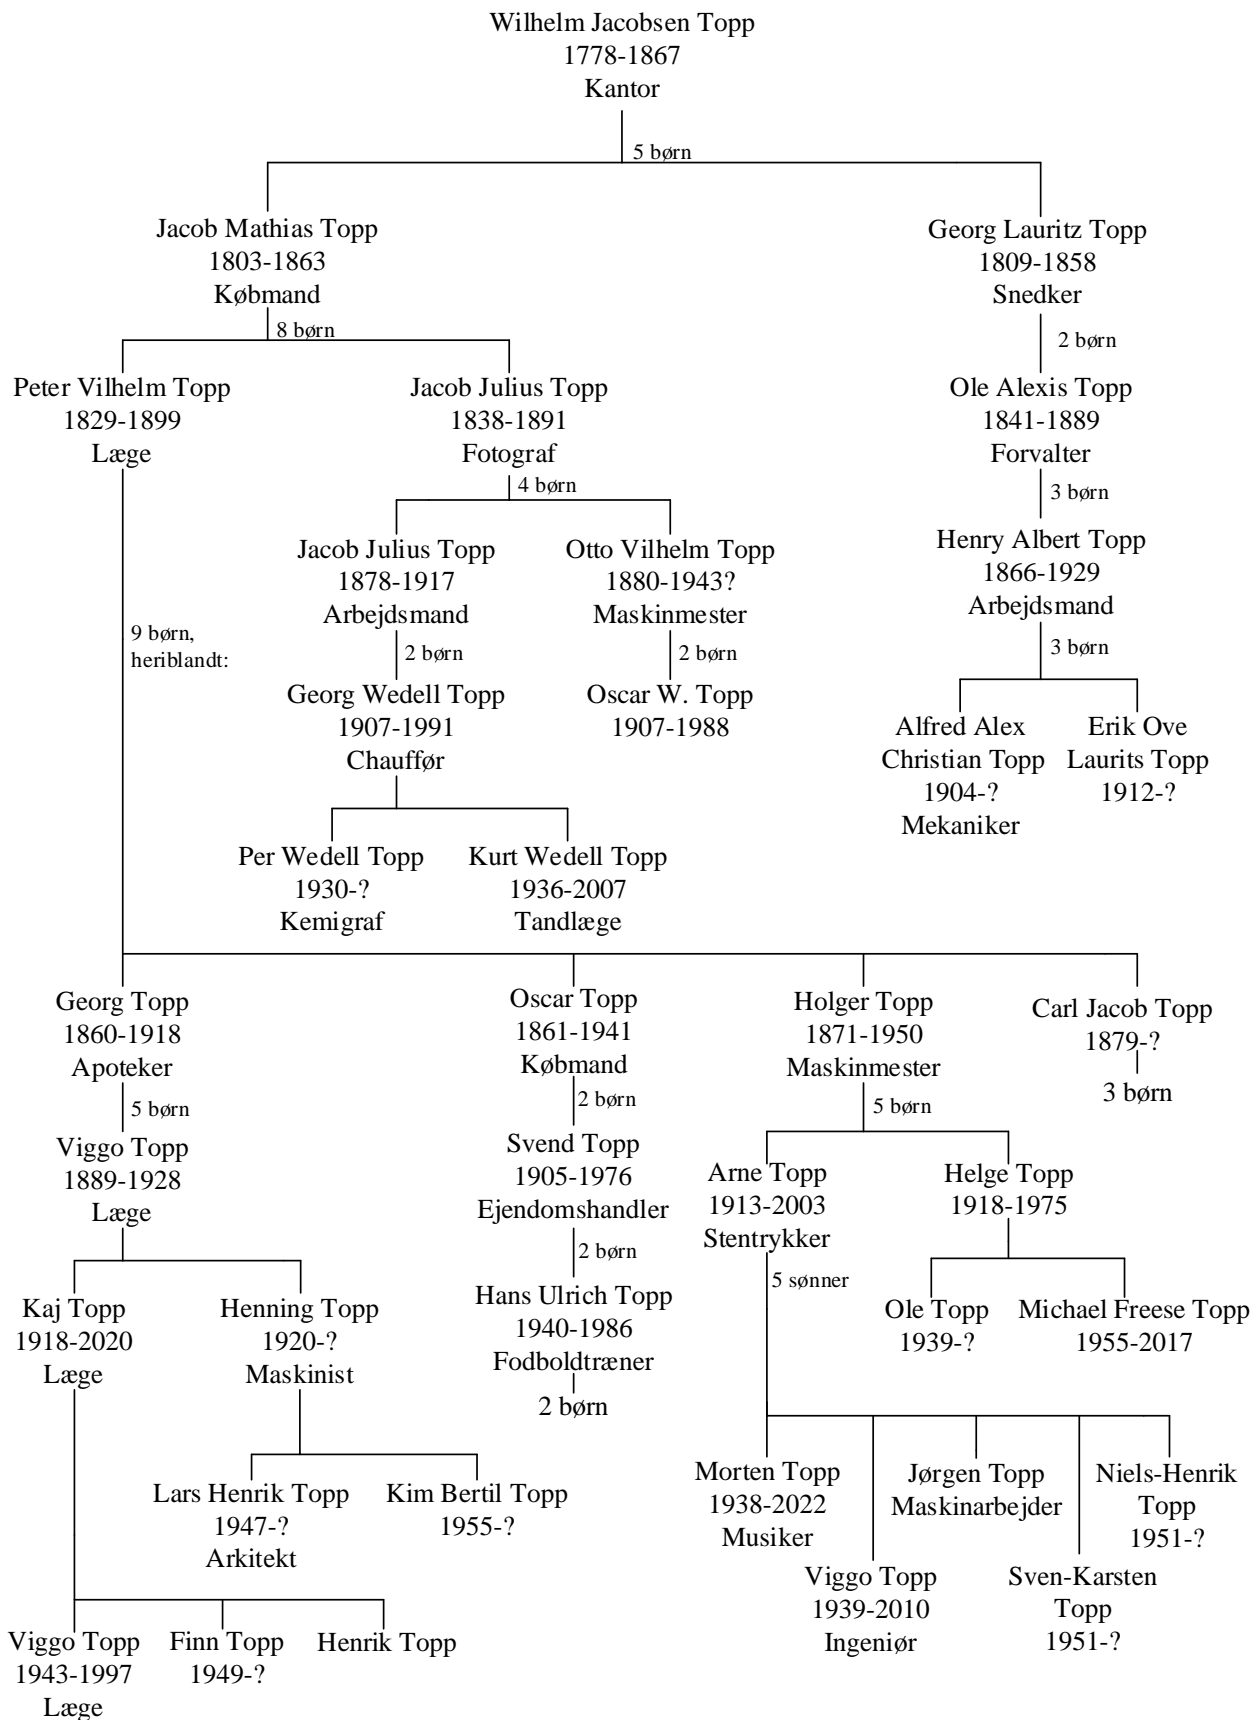 Wilhelm Jacobsen Topp
1778-1867
Kantor
5 børn
Jacob Mathias Topp
1803-1863
Købmand
Georg Lauritz Topp
1809-1858
Snedker
8 børn
2 børn
Peter Vilhelm Topp
1829-1899
Læge
Jacob Julius Topp
1838-1891
Fotograf
Ole Alexis Topp
1841-1889
Forvalter
4 børn
3 børn
Jacob Julius Topp
1878-1917
Arbejdsmand
Otto Vilhelm Topp
1880-1943?
Maskinmester
Henry Albert Topp
1866-1929
Arbejdsmand
9 børn,
heriblandt:
2 børn
2 børn
3 børn
Georg Wedell Topp
1907-1991
Chauffør
Oscar W. Topp
1907-1988
Alfred Alex
Christian Topp
1904-?
Mekaniker
Erik Ove
Laurits Topp
1912-?
Per Wedell Topp
1930-?
Kemigraf
Kurt Wedell Topp
1936-2007
Tandlæge
Georg Topp
1860-1918
Apoteker
Oscar Topp
1861-1941
Købmand
Holger Topp
1871-1950
Maskinmester
Carl Jacob Topp
1879-?
3 børn
5 børn
2 børn
5 børn
Viggo Topp
1889-1928
Læge
Svend Topp
1905-1976
Ejendomshandler
Arne Topp
1913-2003
Stentrykker
Helge Topp
1918-1975
2 børn
5 sønner
Kaj Topp
1918-2020
Læge
Henning Topp
1920-?
Maskinist
Hans Ulrich Topp
1940-1986
Fodboldtræner
2 børn
Ole Topp
1939-?
Michael Freese Topp
1955-2017
Lars Henrik Topp
1947-?
Arkitekt
Kim Bertil Topp
1955-?
Morten Topp
1938-2022
Musiker
Jørgen Topp
Maskinarbejder
Niels-Henrik
Topp
1951-?
Viggo Topp
1939-2010
Ingeniør
Sven-Karsten
Topp
1951-?
Viggo Topp
1943-1997
Læge
Finn Topp
1949-?
Henrik Topp